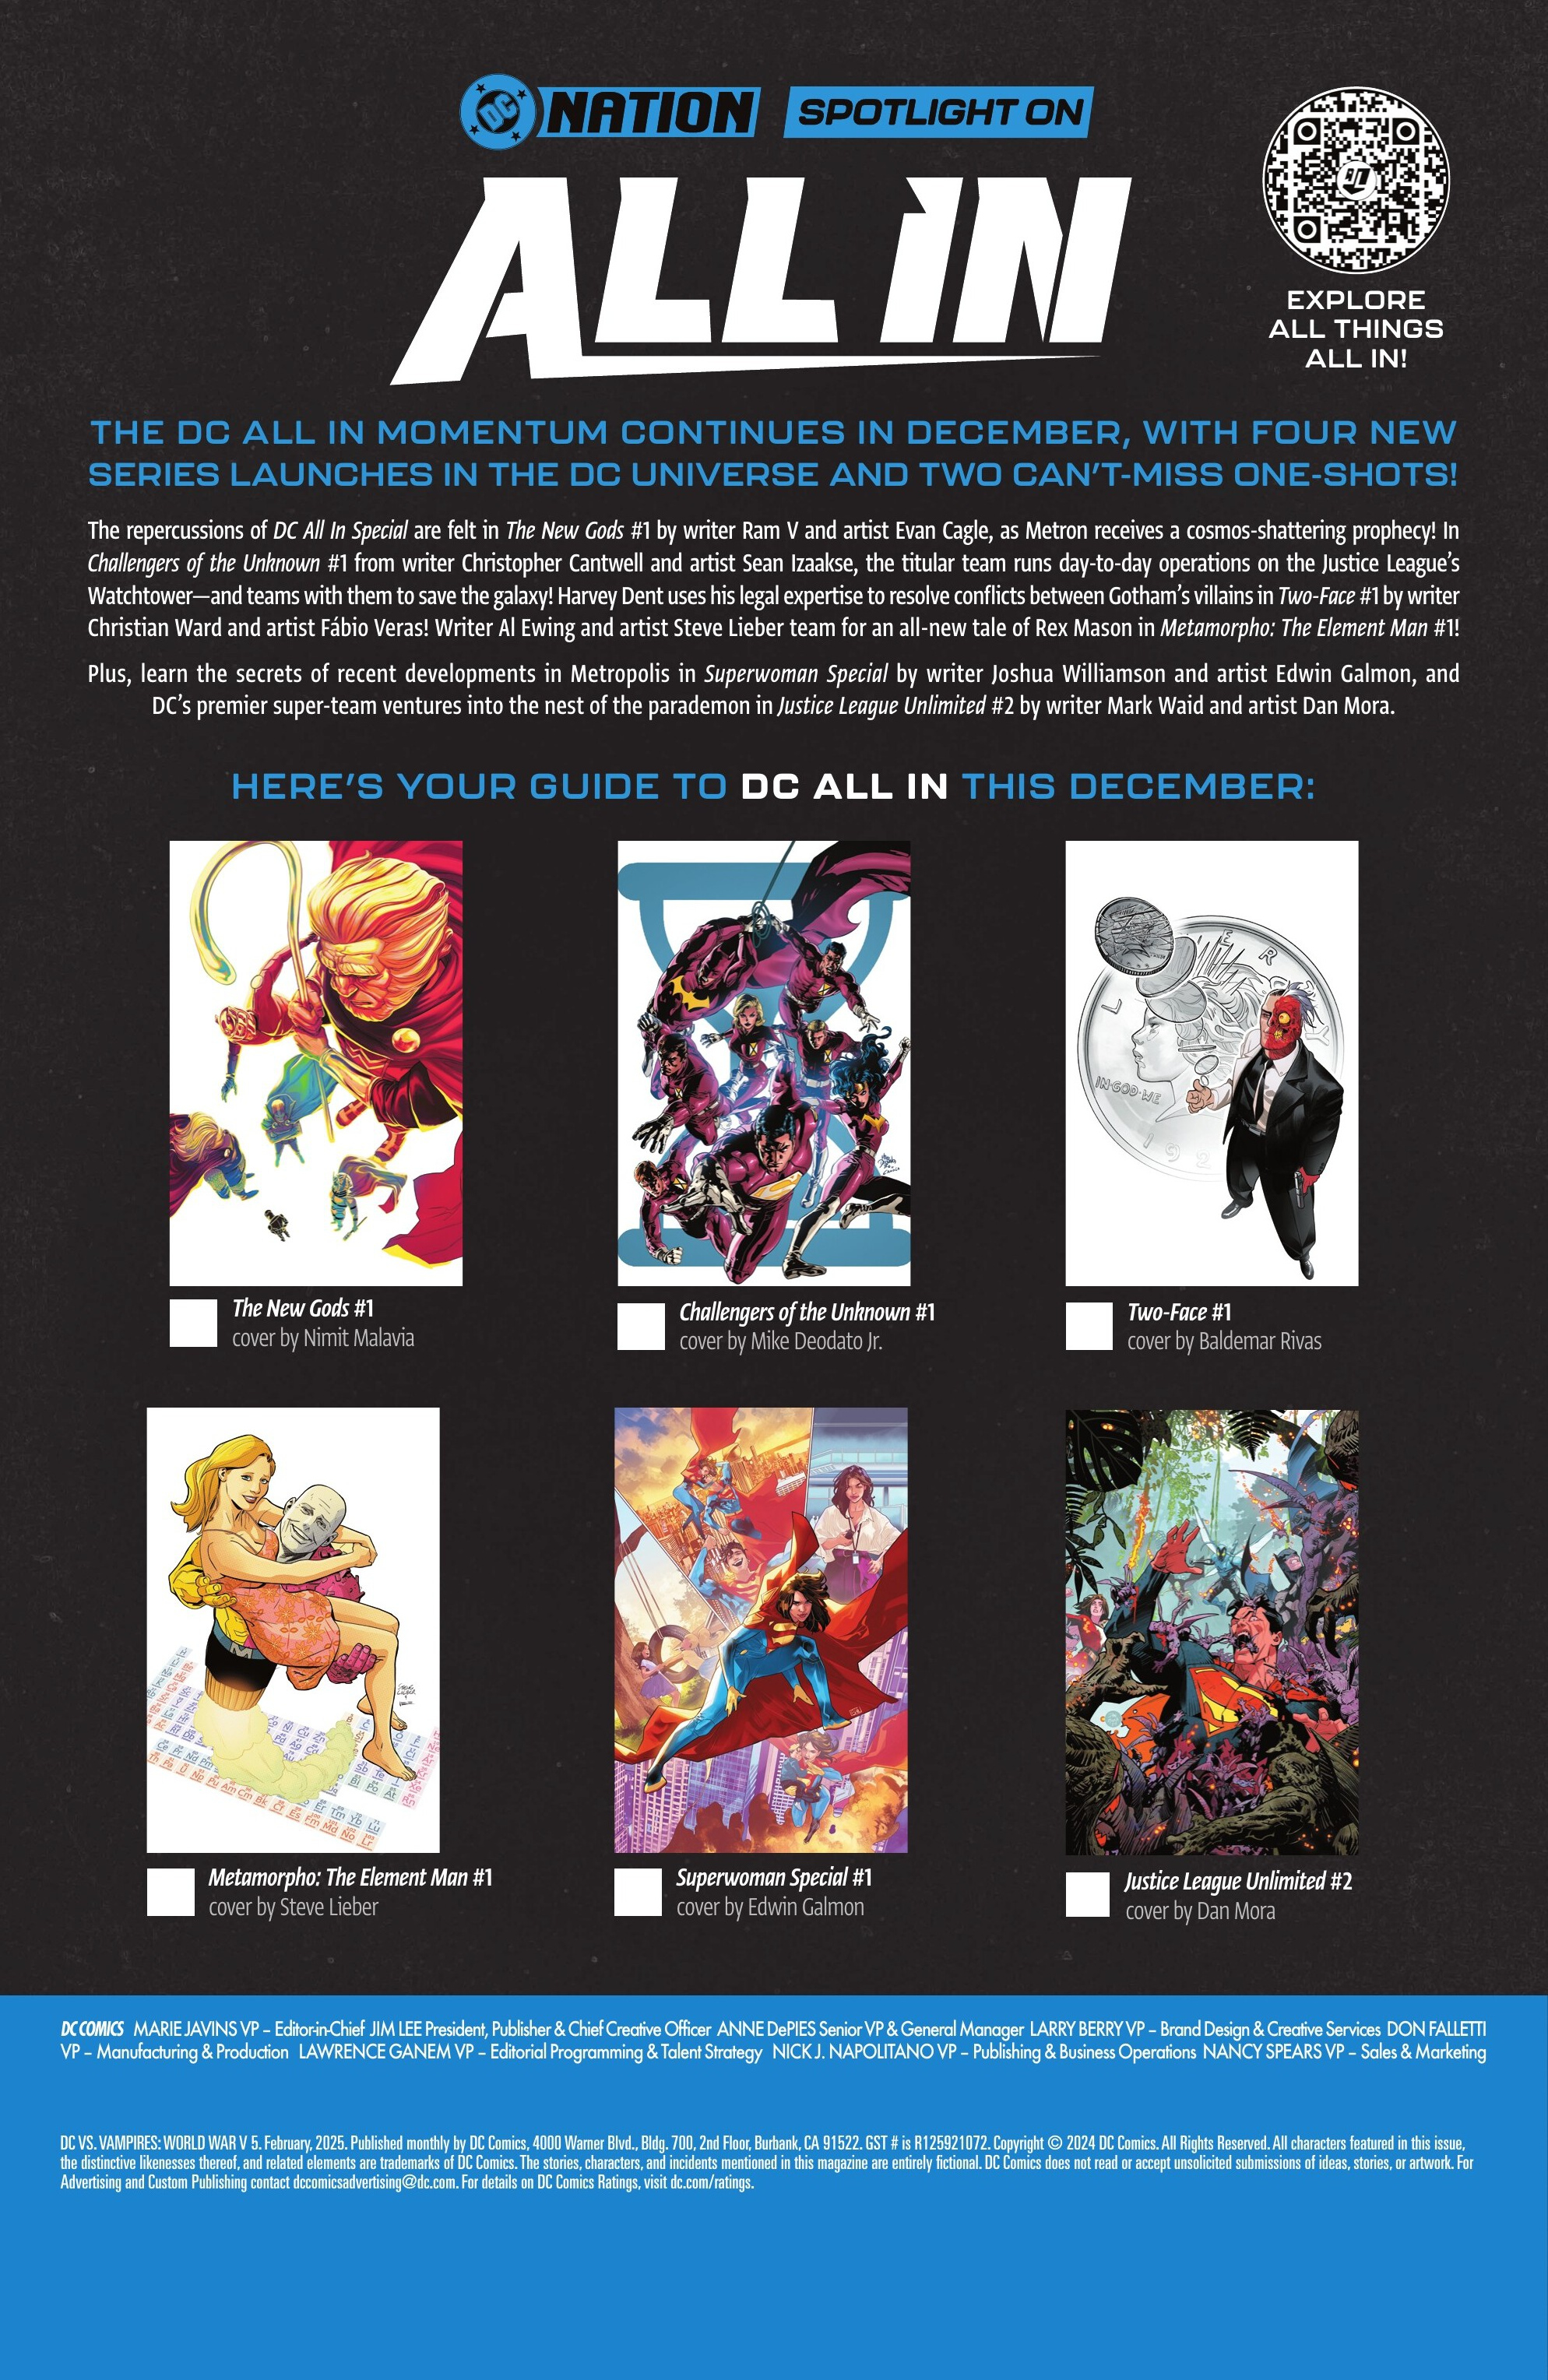 DC NATION SPOTLIGHT ON
ALL IN
EXPLORE
ALL THINGS
ALL IN!
THE DC ALL IN MOMENTUM CONTINUES IN DECEMBER, WITH FOUR NEW
SERIES LAUNCHES IN THE DC UNIVERSE AND TWO CAN'T-MISS ONE-SHOTS!
The repercussions of DC All In Special are felt in The New Gods #1 by writer Ram V and artist Evan Cagle, as Metron receives a cosmos-shattering prophecy! In
Challengers of the Unknown #1 from writer Christopher Cantwell and artist Sean Izaakse, the titular team runs day-to-day operations on the Justice League's
Watchtower—and teams with them to save the galaxy! Harvey Dent uses his legal expertise to resolve conflicts between Gotham's villains in Two-Face #1 by writer
Christian Ward and artist Fábio Veras! Writer Al Ewing and artist Steve Lieber team for an all-new tale of Rex Mason in Metamorpho: The Element Man #1!
Plus, learn the secrets of recent developments in Metropolis in Superwoman Special by writer Joshua Williamson and artist Edwin Galmon, and
DC's premier super-team ventures into the nest of the parademon in Justice League Unlimited #2 by writer Mark Waid and artist Dan Mora.
HERE'S YOUR GUIDE TO DC ALL IN THIS DECEMBER:
L E R Y
IN·GOD·WE
The New Gods #1
cover by Nimit Malavia
Challengers of the Unknown #1
cover by Mike Deodato Jr.
Two-Face #1
cover by Baldemar Rivas
Metamorpho: The Element Man #1
cover by Steve Lieber
Superwoman Special #1
cover by Edwin Galmon
Justice League Unlimited #2
cover by Dan Mora
DC COMICS MARIE JAVINS VP – Editor-in-Chief JIM LEE President, Publisher & Chief Creative Officer ANNE DePIES Senior VP & General Manager LARRY BERRY VP – Brand Design & Creative Services DON FALLETTI
VP – Manufacturing & Production LAWRENCE GANEM VP – Editorial Programming & Talent Strategy NICK J. NAPOLITANO VP – Publishing & Business Operations NANCY SPEARS VP – Sales & Marketing
DC VS. VAMPIRES: WORLD WAR V 5. February, 2025. Published monthly by DC Comics, 4000 Warner Blvd., Bldg. 700, 2nd Floor, Burbank, CA 91522. GST # is R125921072. Copyright © 2024 DC Comics. All Rights Reserved. All characters featured in this issue,
the distinctive likenesses thereof, and related elements are trademarks of DC Comics. The stories, characters, and incidents mentioned in this magazine are entirely fictional. DC Comics does not read or accept unsolicited submissions of ideas, stories, or artwork. For
Advertising and Custom Publishing contact dccomicsadvertising@dc.com. For details on DC Comics Ratings, visit dc.com/ratings.